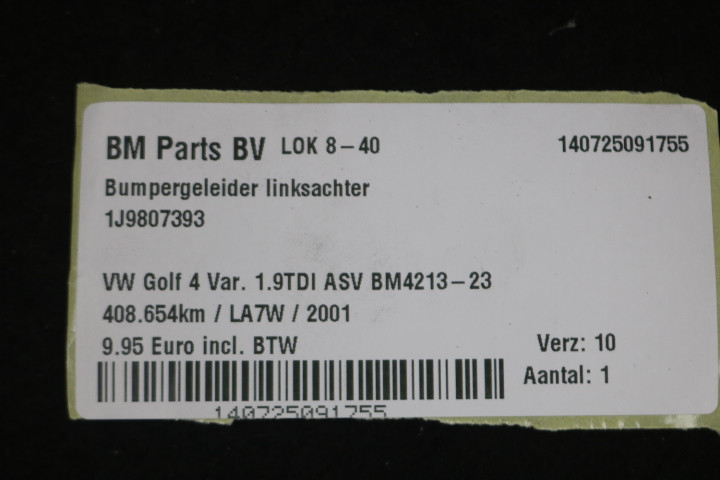 BM Parts BV LOK 8-40 140725091755
Bumpergeleider linksachter
1J9807393
VW Golf 4 Var. 1.9TDI ASV BM4213-23
408.654km / LA7W / 2001
9.95 Euro incl. BTW Verz: 10
Aantal: 1
140725091755